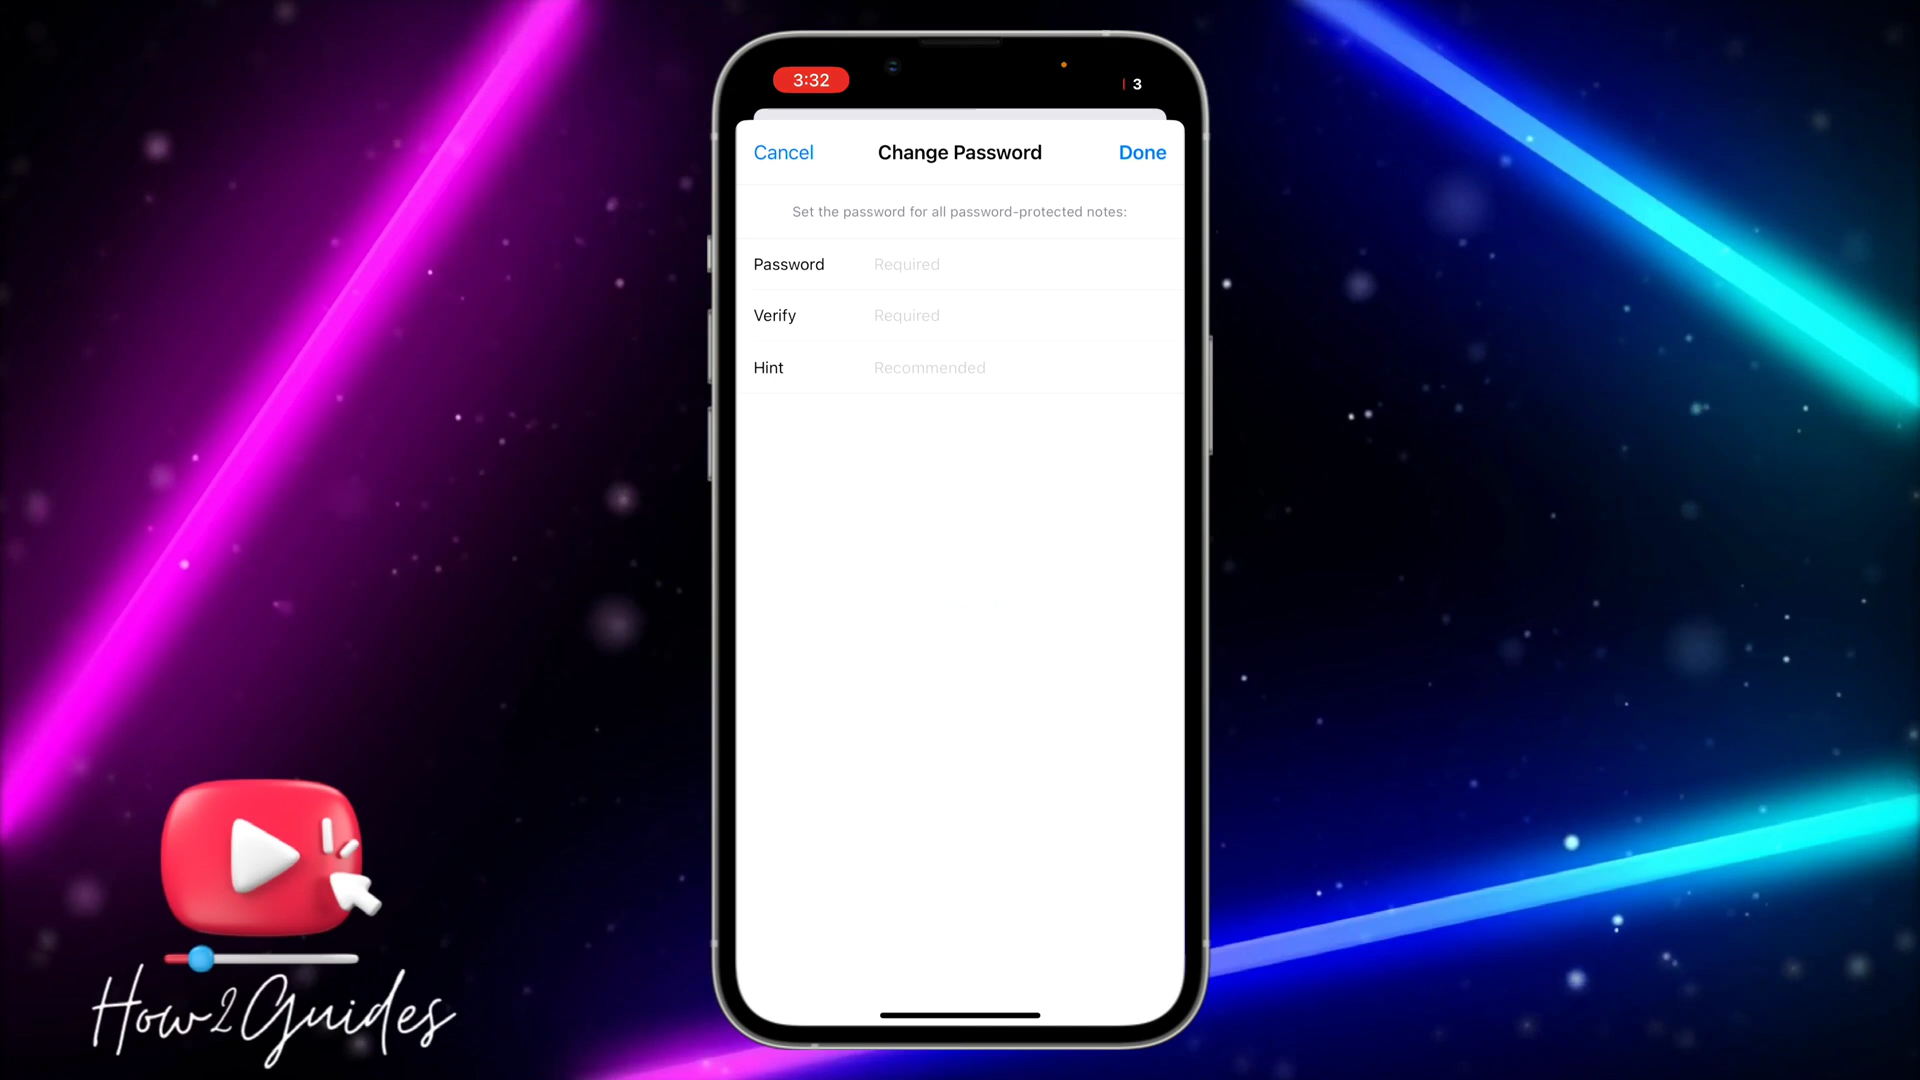 3:32
3
Cancel Change Password Done
Set the password for all password-protected notes:
Password Required
Verify Required
Hint Recommended
How2Guides